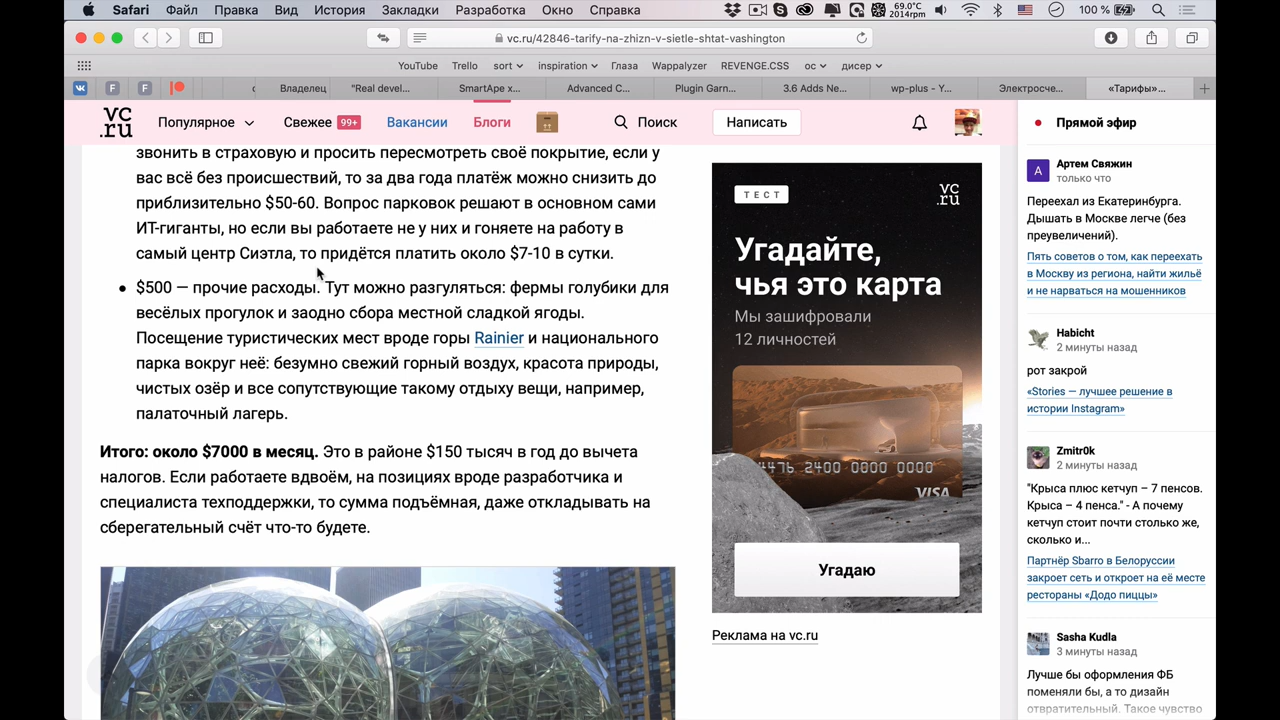 Safari Файл Правка Вид История Закладки Разработка Окно Справка
69.0°C
2014rpm
100 %
vc.ru/42846-tarify-na-zhizn-v-sietle-shtat-vashington
YouTube Trello sort inspiration Глаза Wappalyzer REVENGE.CSS ос дисер
Владелец "Real devel... SmartApe x... Advanced C... Plugin Garn... 3.6 Adds Ne... wp-plus - Y... Электросче... «Тарифы»...
vc.ru
Популярное Свежее 99+ Вакансии Блоги Поиск Написать
звонить в страховую и просить пересмотреть своё покрытие, если у
вас всё без происшествий, то за два года платёж можно снизить до
приблизительно $50-60. Вопрос парковок решают в основном сами
ИТ-гиганты, но если вы работаете не у них и гоняете на работу в
самый центр Сиэтла, то придётся платить около $7-10 в сутки.
• $500 — прочие расходы. Тут можно разгуляться: фермы голубики для
весёлых прогулок и заодно сбора местной сладкой ягоды.
Посещение туристических мест вроде горы Rainier и национального
парка вокруг неё: безумно свежий горный воздух, красота природы,
чистых озёр и все сопутствующие такому отдыху вещи, например,
палаточный лагерь.
Итого: около $7000 в месяц. Это в районе $150 тысяч в год до вычета
налогов. Если работаете вдвоём, на позициях вроде разработчика и
специалиста техподдержки, то сумма подъёмная, даже откладывать на
сберегательный счёт что-то будете.
ТЕСТ
vc.ru
Угадайте,
чья это карта
Мы зашифровали
12 личностей
4476 2400 0800 0000
VISA
Угадаю
Реклама на vc.ru
Прямой эфир
А
Артем Свяжин
только что
Переехал из Екатеринбурга.
Дышать в Москве легче (без
преувеличений).
Пять советов о том, как переехать
в Москву из региона, найти жильё
и не нарваться на мошенников
Habicht
2 минуты назад
рот закрой
«Stories — лучшее решение в
истории Instagram»
Zmitr0k
2 минуты назад
"Крыса плюс кетчуп – 7 пенсов.
Крыса – 4 пенса." - А почему
кетчуп стоит почти столько же,
сколько и...
Партнёр Sbarro в Белоруссии
закроет сеть и откроет на её месте
рестораны «Додо пиццы»
Sasha Kudla
3 минуты назад
Лучше бы оформления ФБ
поменяли бы, а то дизайн
отвратительный. Такое чувство